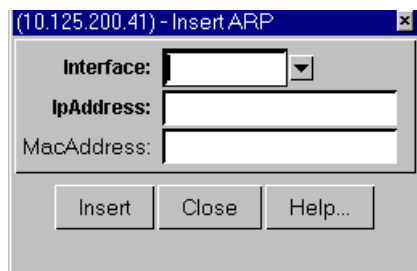 (10.125.200.41) - Insert ARP
Interface:
IpAddress:
MacAddress:
Insert Close Help...